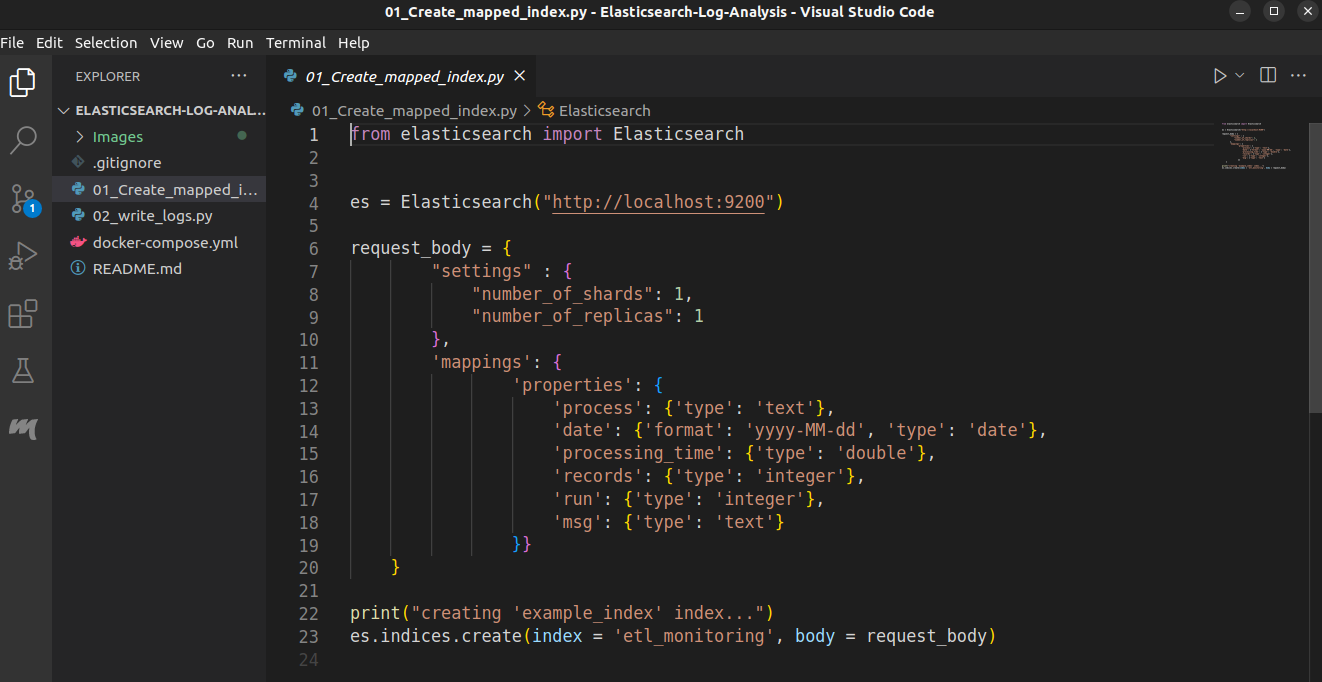 01_Create_mapped_index.py - Elasticsearch-Log-Analysis - Visual Studio Code
File Edit Selection View Go Run Terminal Help
EXPLORER
ELASTICSEARCH-LOG-ANAL...
Images
.gitignore
01_Create_mapped_i...
02_write_logs.py
docker-compose.yml
README.md
1
01_Create_mapped_index.py
01_Create_mapped_index.py > Elasticsearch
1 from elasticsearch import Elasticsearch
2
3
4 es = Elasticsearch("http://localhost:9200")
5
6 request_body = {
7 "settings" : {
8 "number_of_shards": 1,
9 "number_of_replicas": 1
10 },
11 'mappings': {
12 'properties': {
13 'process': {'type': 'text'},
14 'date': {'format': 'yyyy-MM-dd', 'type': 'date'},
15 'processing_time': {'type': 'double'},
16 'records': {'type': 'integer'},
17 'run': {'type': 'integer'},
18 'msg': {'type': 'text'}
19 }}
20 }
21
22 print("creating 'example_index' index...")
23 es.indices.create(index = 'etl_monitoring', body = request_body)
24